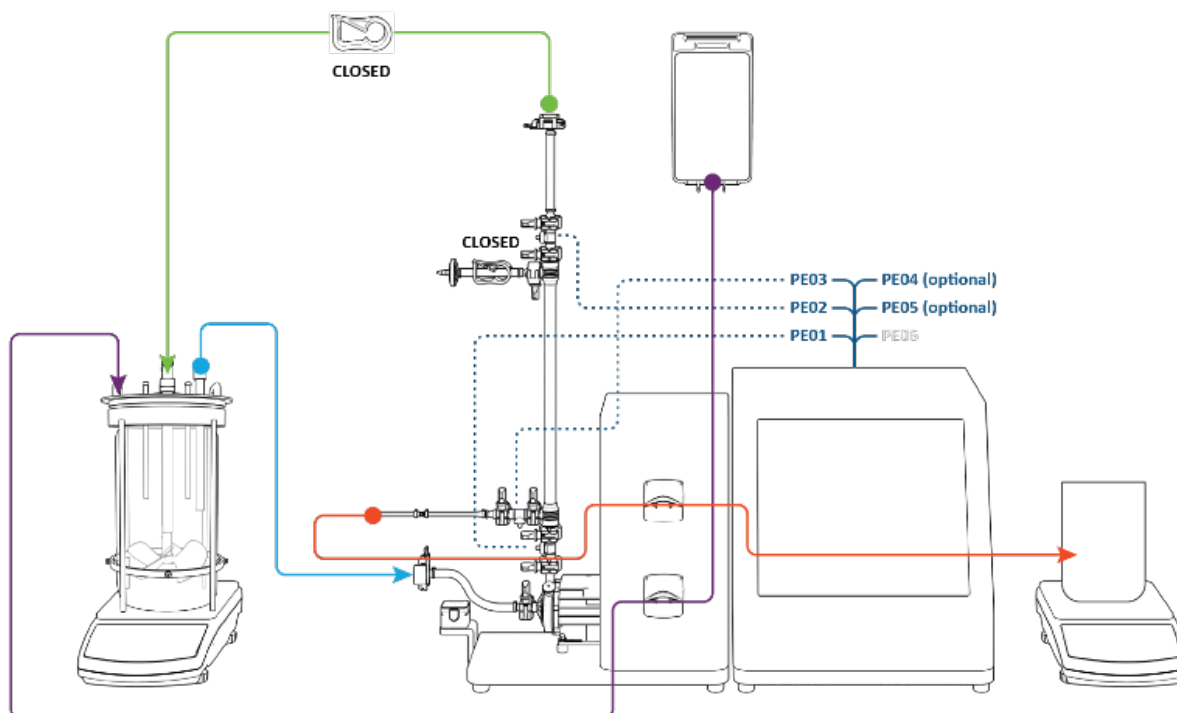 CLOSED
CLOSED
PE03 PE04 (optional)
PE02 PE05 (optional)
PE01 PE06